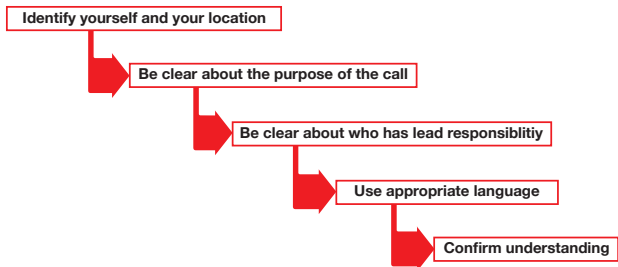 Identify yourself and your location
Be clear about the purpose of the call
Be clear about who has lead responsiblitiy
Use appropriate language
Confirm understanding